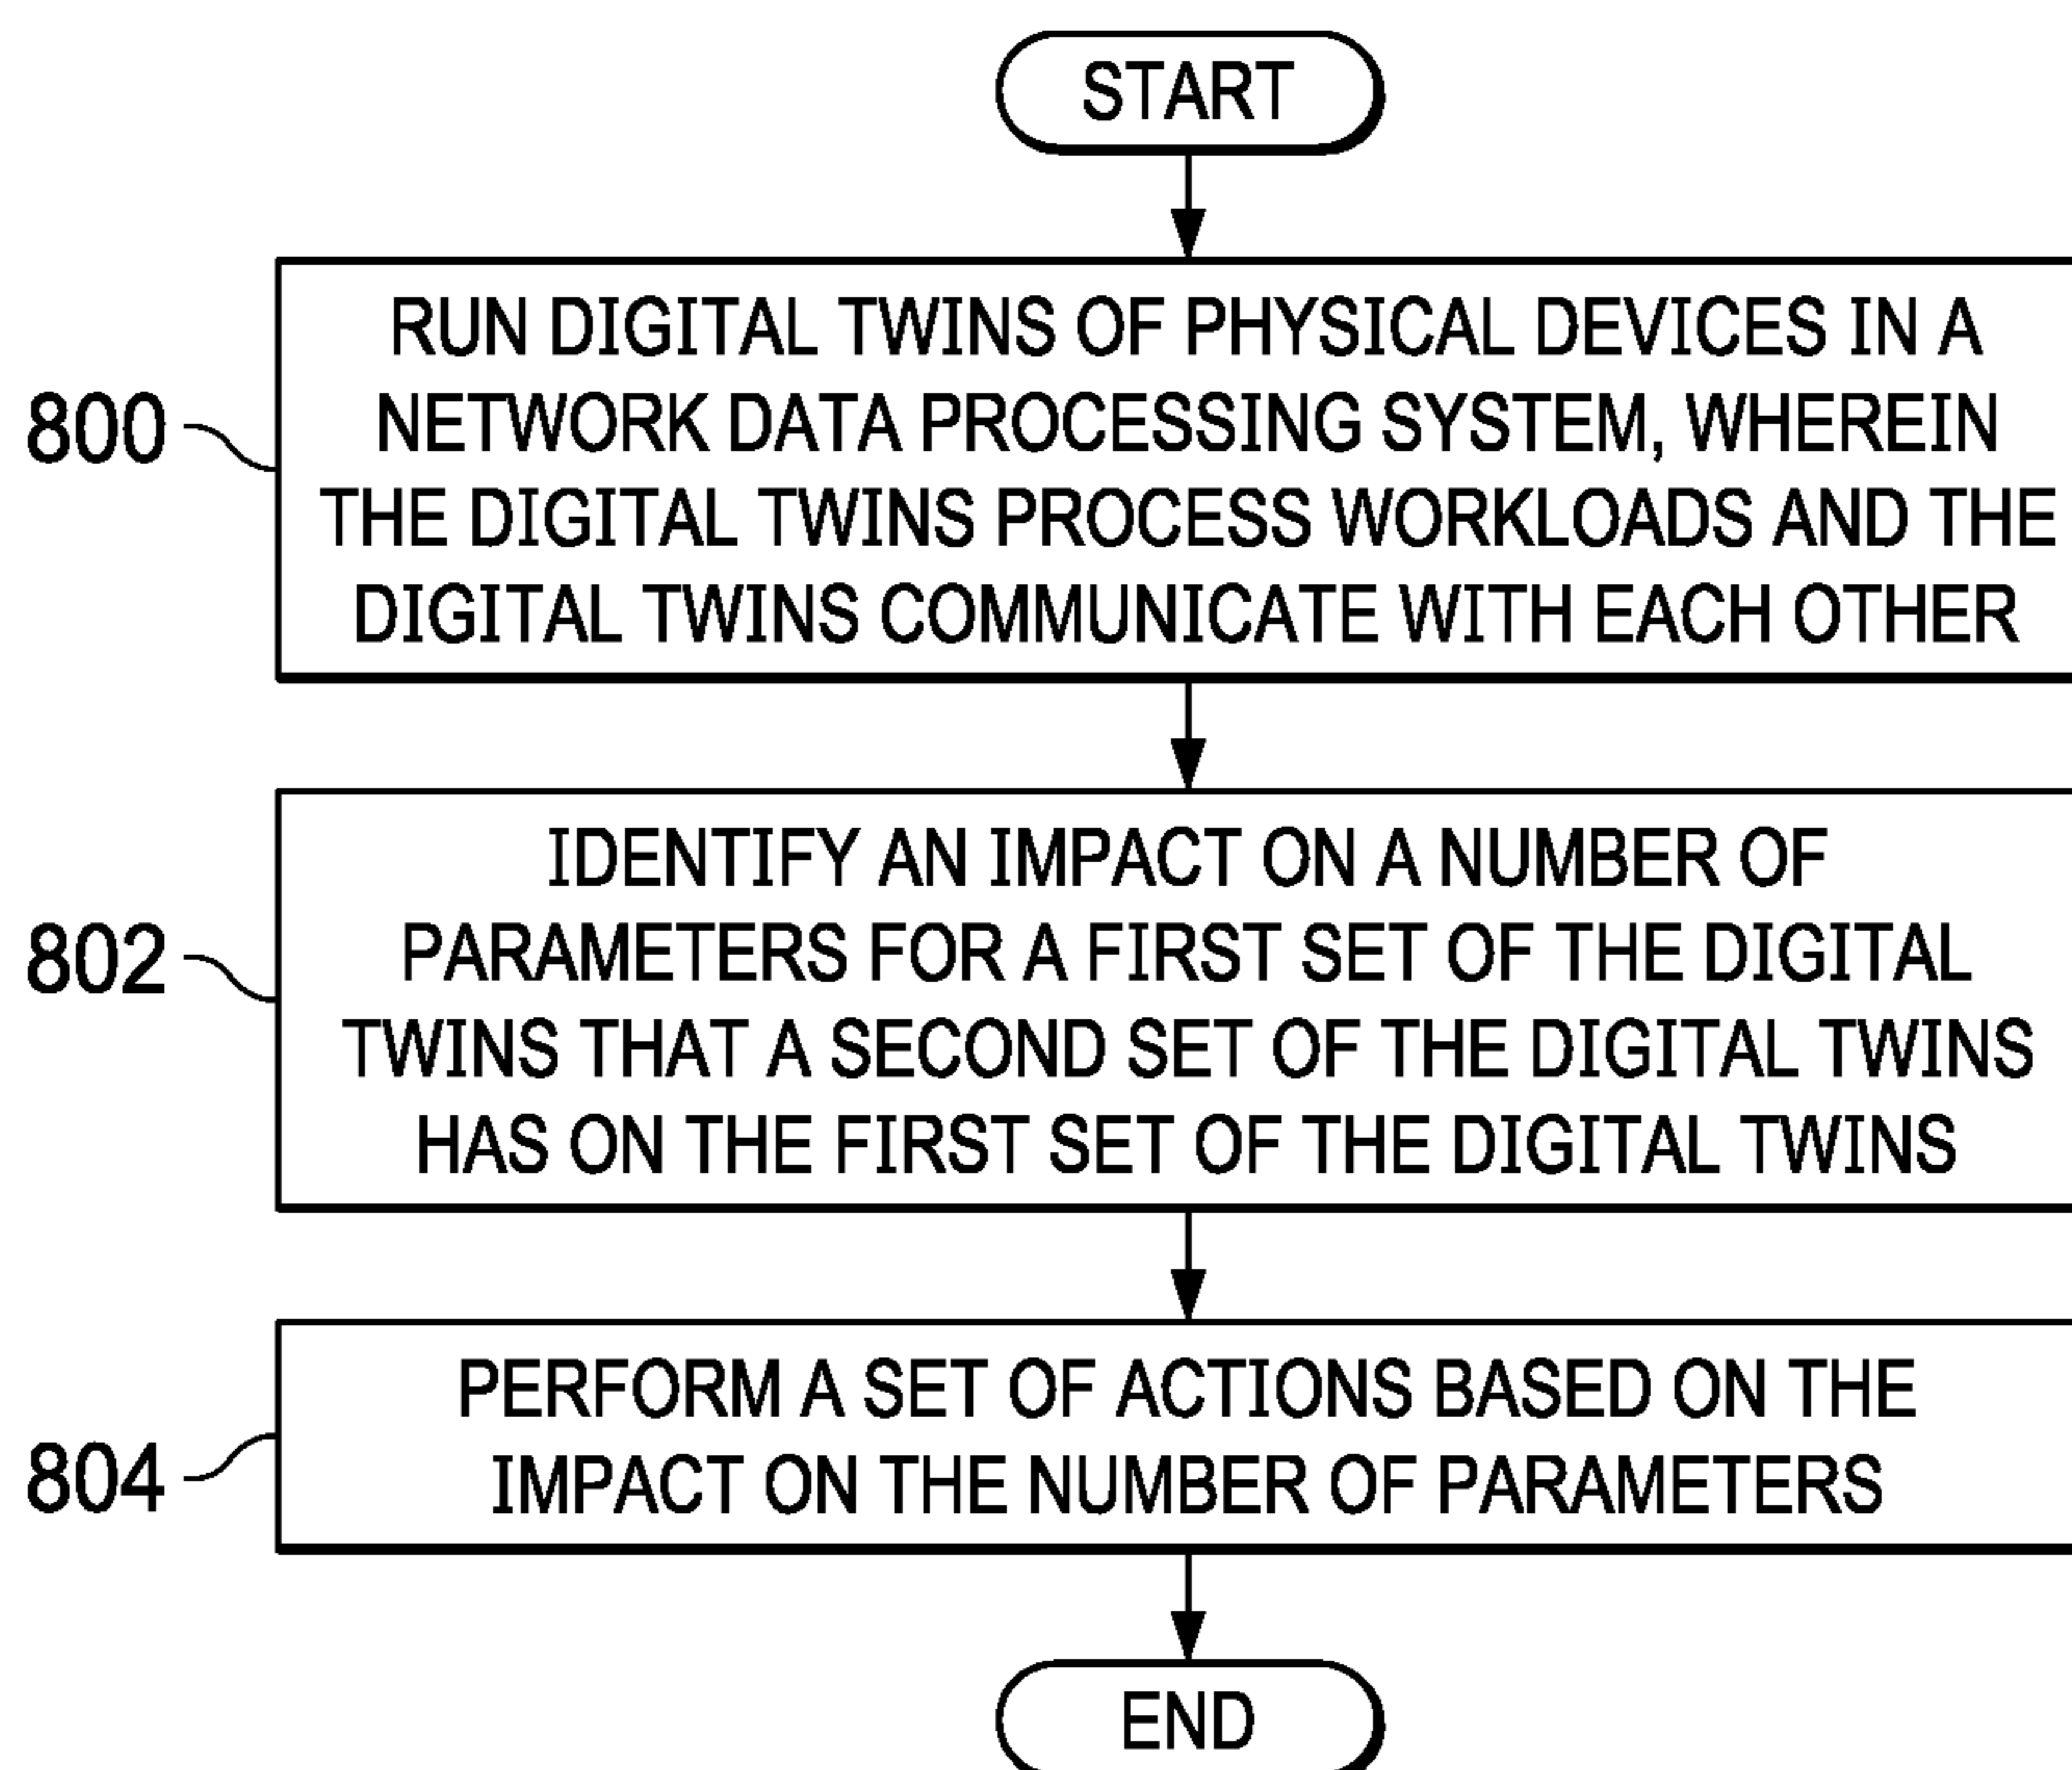 START
RUN DIGITAL TWINS OF PHYSICAL DEVICES IN A
NETWORK DATA PROCESSING SYSTEM, WHEREIN
THE DIGITAL TWINS PROCESS WORKLOADS AND THE
DIGITAL TWINS COMMUNICATE WITH EACH OTHER
800
IDENTIFY AN IMPACT ON A NUMBER OF
PARAMETERS FOR A FIRST SET OF THE DIGITAL
TWINS THAT A SECOND SET OF THE DIGITAL TWINS
HAS ON THE FIRST SET OF THE DIGITAL TWINS
802
PERFORM A SET OF ACTIONS BASED ON THE
IMPACT ON THE NUMBER OF PARAMETERS
804
END